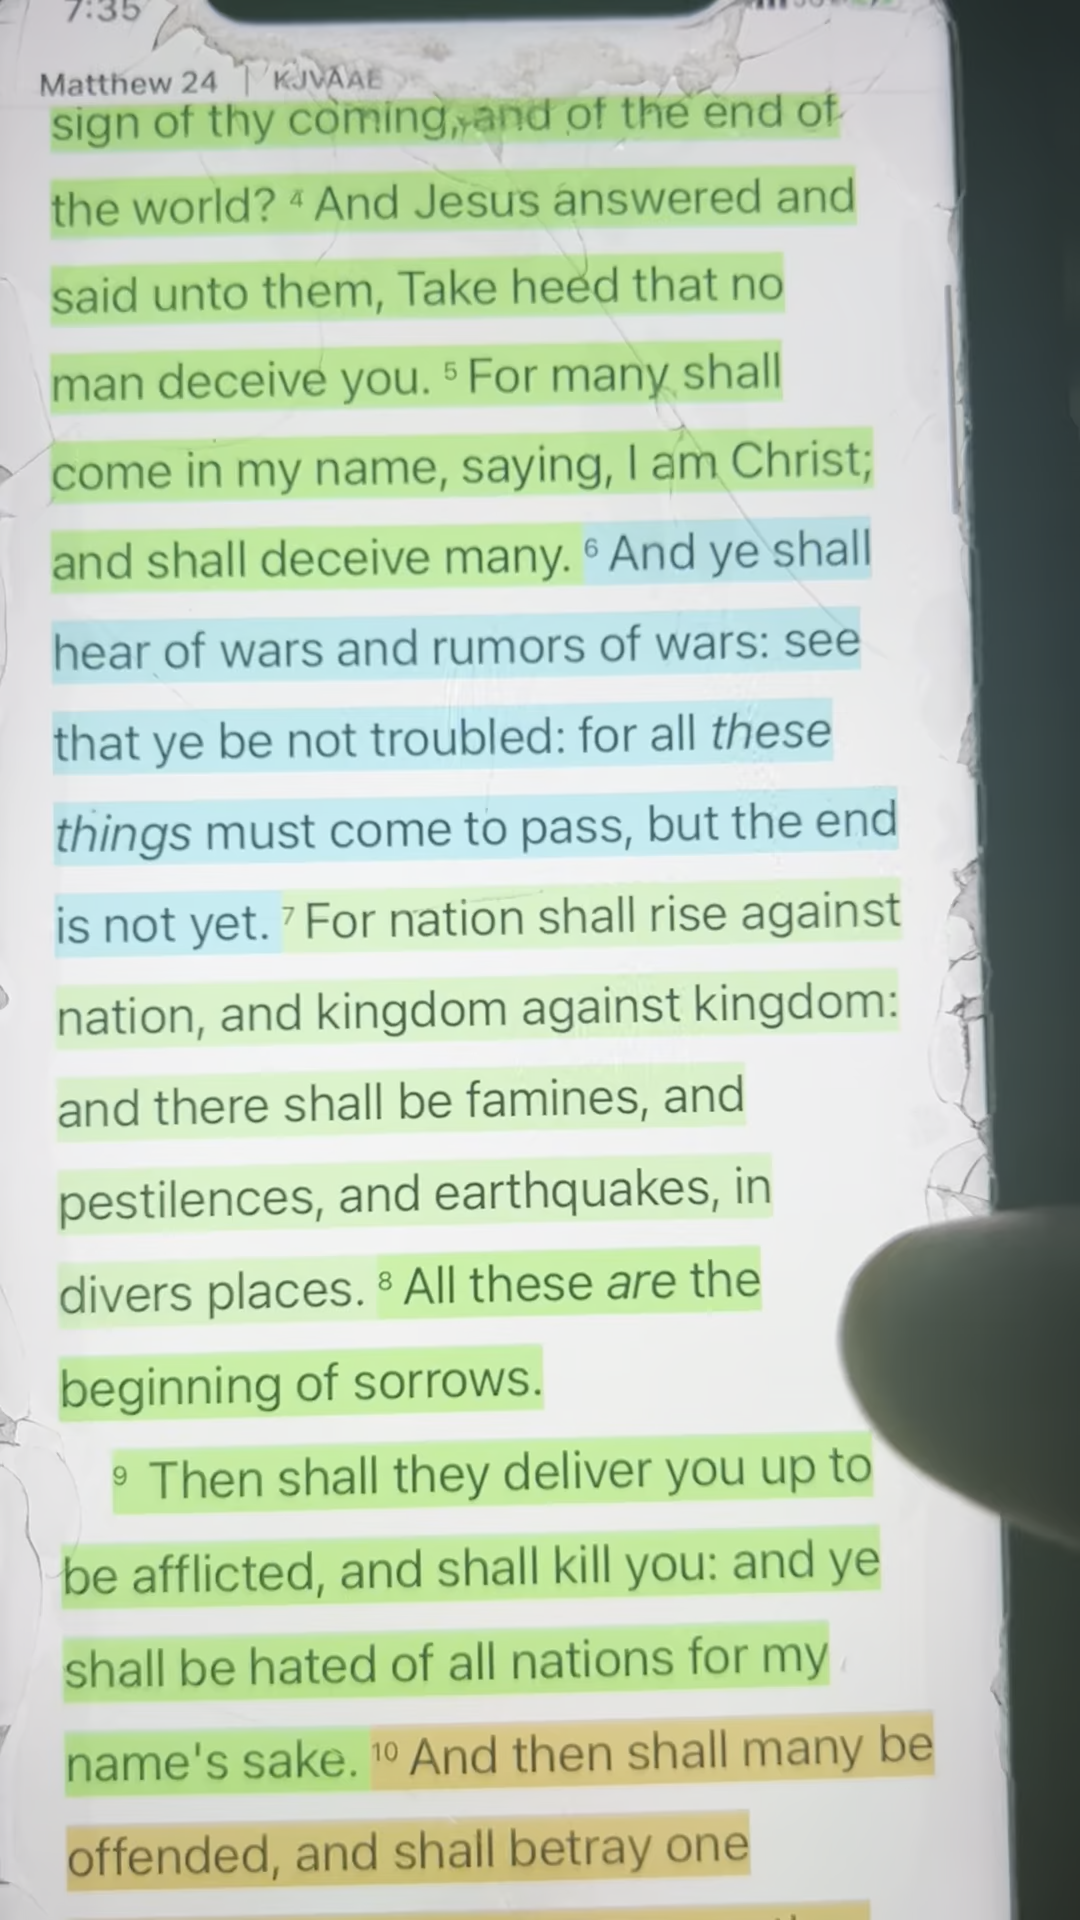 7:35
Matthew 24 | KJVAAE
sign of thy coming, and of the end of
the world? 4 And Jesus answered and
said unto them, Take heed that no
man deceive you. 5 For many shall
come in my name, saying, I am Christ;
and shall deceive many. 6 And ye shall
hear of wars and rumors of wars: see
that ye be not troubled: for all these
things must come to pass, but the end
is not yet. 7 For nation shall rise against
nation, and kingdom against kingdom:
and there shall be famines, and
pestilences, and earthquakes, in
divers places. 8 All these are the
beginning of sorrows.
9 Then shall they deliver you up to
be afflicted, and shall kill you: and ye
shall be hated of all nations for my
name's sake. 10 And then shall many be
offended, and shall betray one